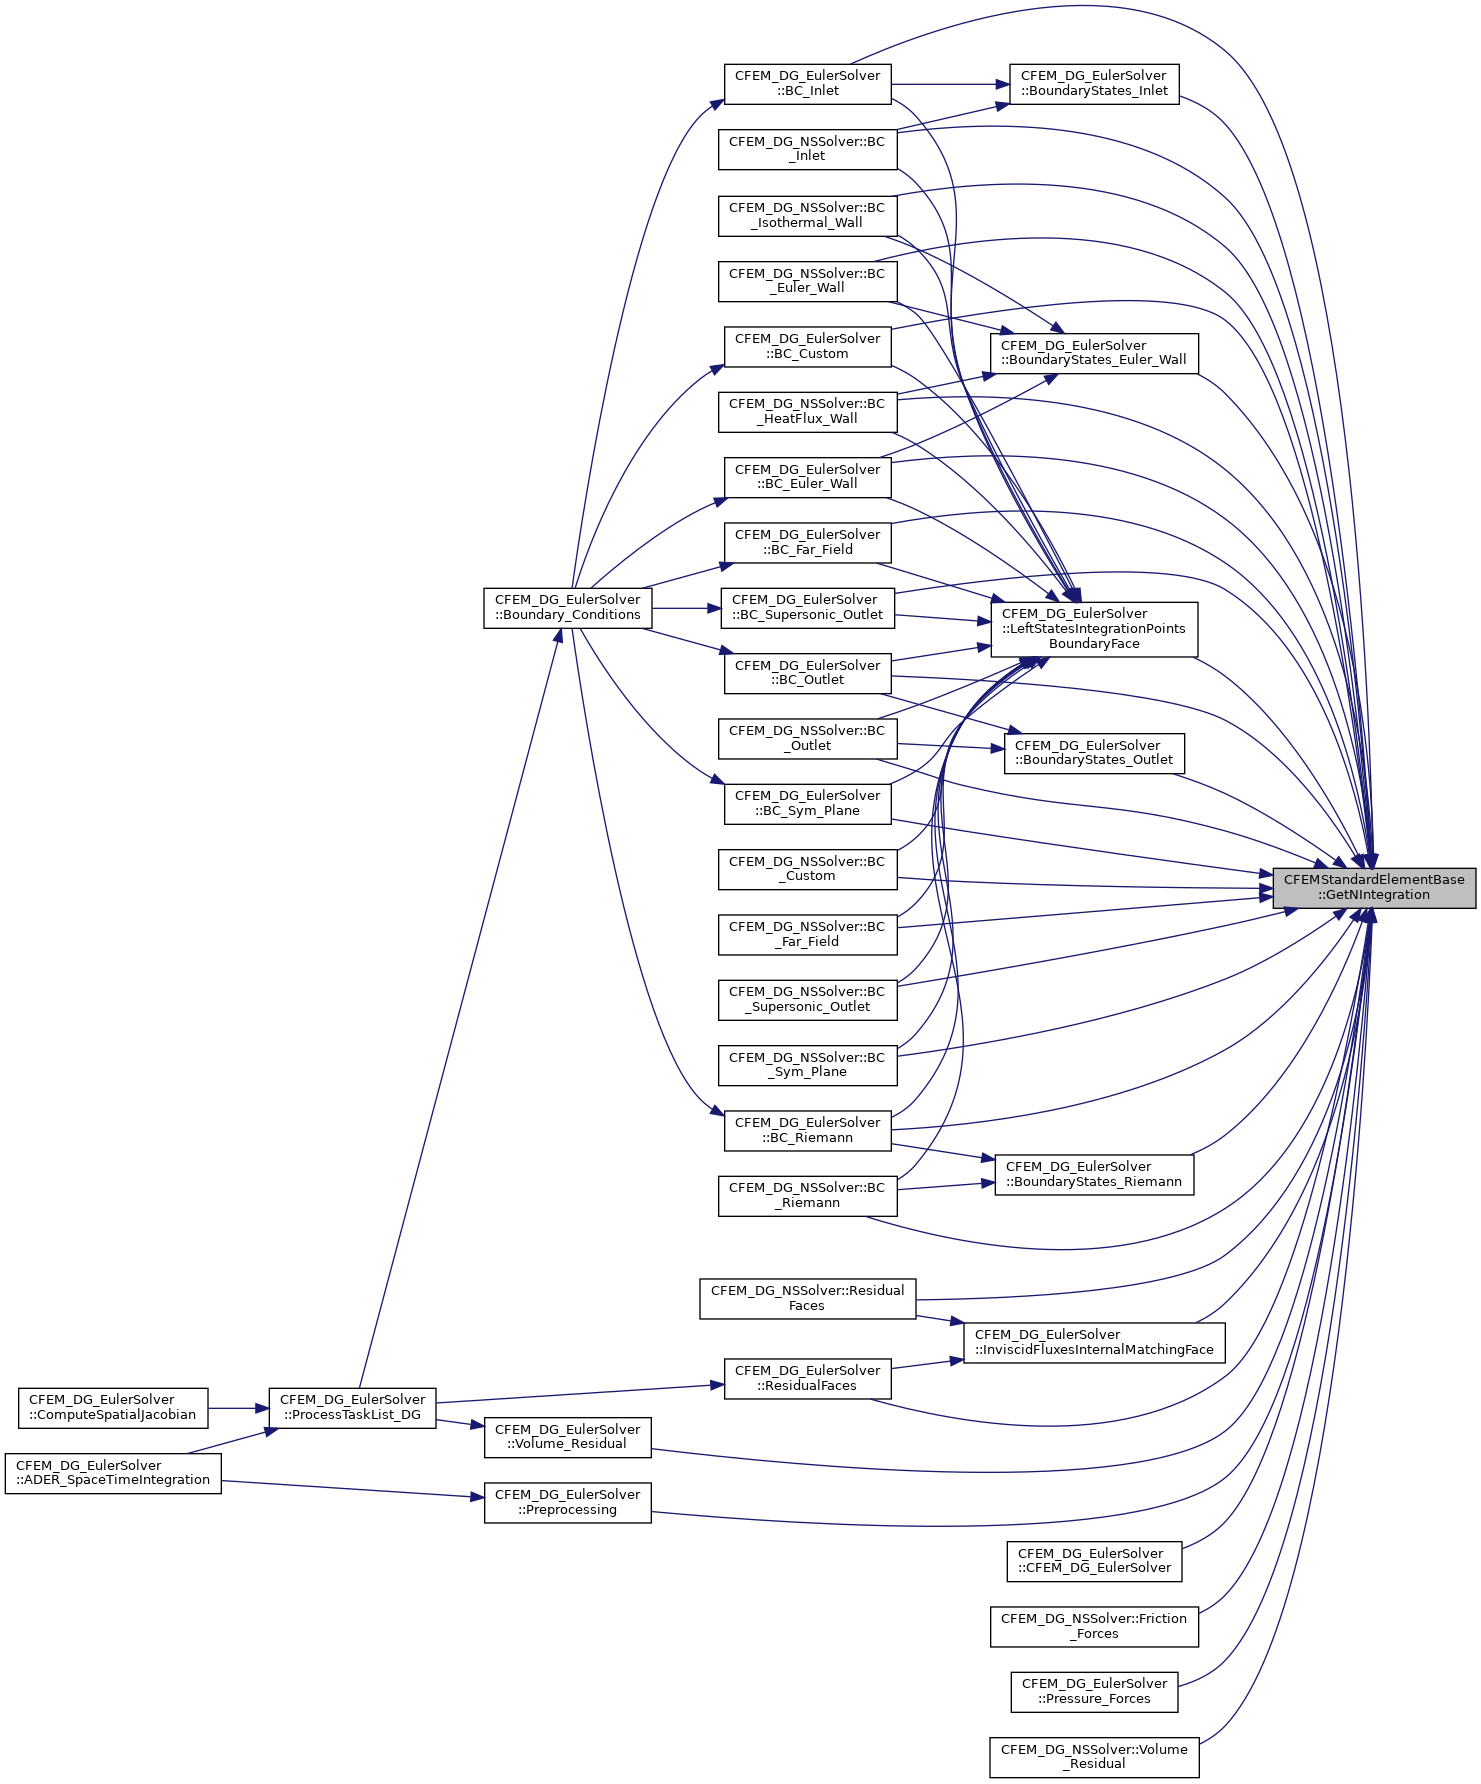 CFEM_DG_EulerSolver
::BC_Inlet
CFEM_DG_EulerSolver
::BoundaryStates_Inlet
CFEM_DG_NSSolver::BC
_Inlet
CFEM_DG_NSSolver::BC
_Isothermal_Wall
CFEM_DG_NSSolver::BC
_Euler_Wall
CFEM_DG_EulerSolver
::BC_Custom
CFEM_DG_EulerSolver
::BoundaryStates_Euler_Wall
CFEM_DG_NSSolver::BC
_HeatFlux_Wall
CFEM_DG_EulerSolver
::BC_Euler_Wall
CFEM_DG_EulerSolver
::BC_Far_Field
CFEM_DG_EulerSolver
::Boundary_Conditions
CFEM_DG_EulerSolver
::BC_Supersonic_Outlet
CFEM_DG_EulerSolver
::LeftStatesIntegrationPoints
BoundaryFace
CFEM_DG_EulerSolver
::BC_Outlet
CFEM_DG_NSSolver::BC
_Outlet
CFEM_DG_EulerSolver
::BoundaryStates_Outlet
CFEM_DG_EulerSolver
::BC_Sym_Plane
CFEM_DG_NSSolver::BC
_Custom
CFEMStandardElementBase
::GetNIntegration
CFEM_DG_NSSolver::BC
_Far_Field
CFEM_DG_NSSolver::BC
_Supersonic_Outlet
CFEM_DG_NSSolver::BC
_Sym_Plane
CFEM_DG_EulerSolver
::BC_Riemann
CFEM_DG_EulerSolver
::BoundaryStates_Riemann
CFEM_DG_NSSolver::BC
_Riemann
CFEM_DG_NSSolver::Residual
Faces
CFEM_DG_EulerSolver
::InviscidFluxesInternalMatchingFace
CFEM_DG_EulerSolver
::ResidualFaces
CFEM_DG_EulerSolver
::ComputeSpatialJacobian
CFEM_DG_EulerSolver
::ProcessTaskList_DG
CFEM_DG_EulerSolver
::Volume_Residual
CFEM_DG_EulerSolver
::ADER_SpaceTimeIntegration
CFEM_DG_EulerSolver
::Preprocessing
CFEM_DG_EulerSolver
::CFEM_DG_EulerSolver
CFEM_DG_NSSolver::Friction
_Forces
CFEM_DG_EulerSolver
::Pressure_Forces
CFEM_DG_NSSolver::Volume
_Residual